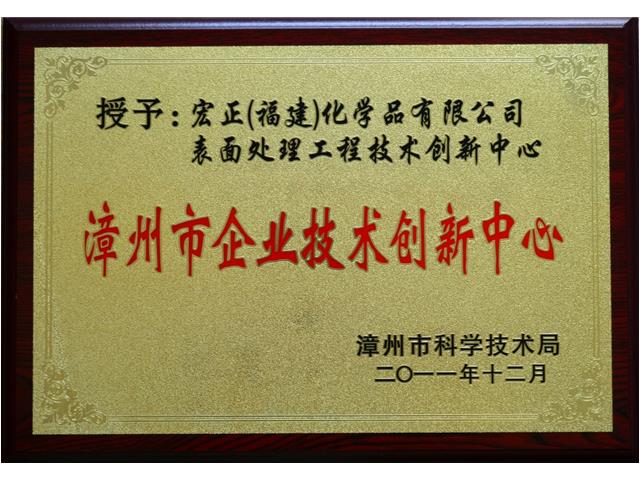 授予：宏正(福建)化学品有限公司
表面处理工程技术创新中心
漳州市企业技术创新中心
漳州市科学技术局
二〇一一年十二月